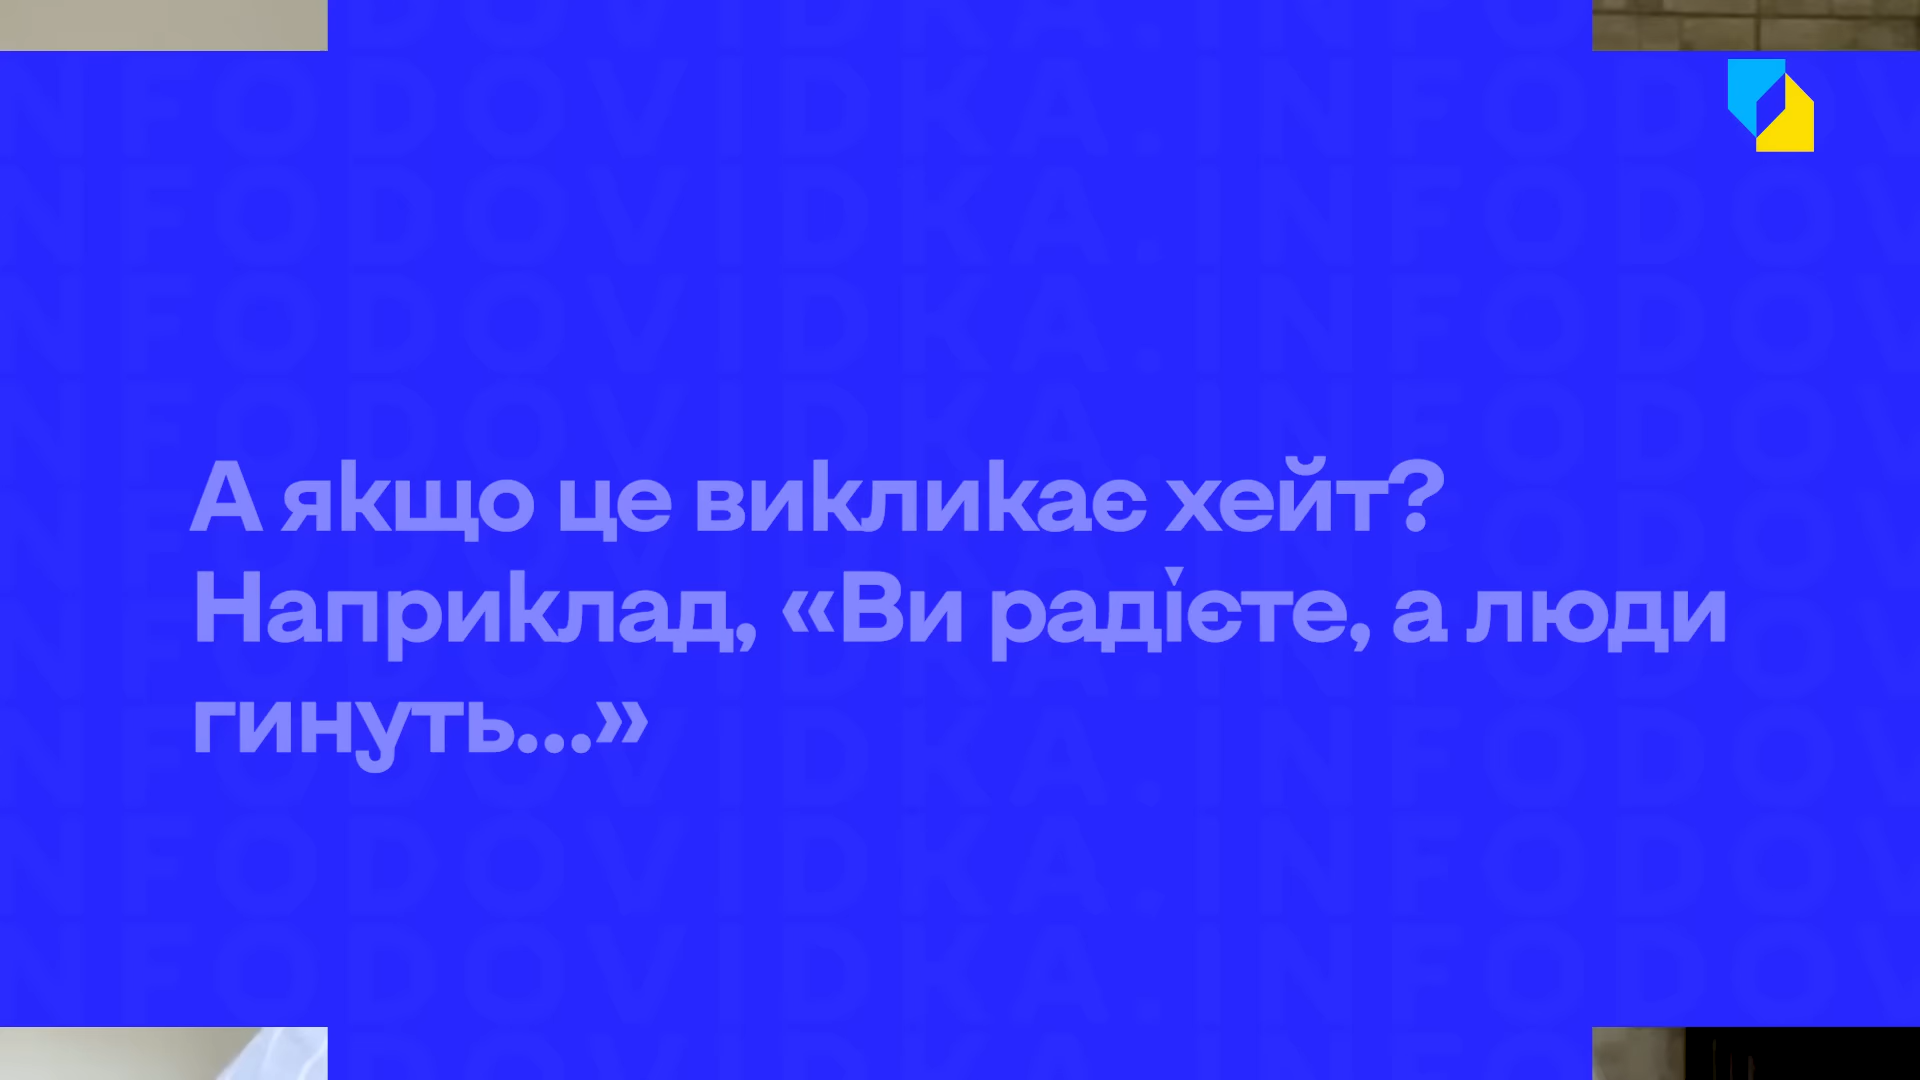 А якщо це викликає хейт?
Наприклад, «Ви радієте, а люди
гинуть...»